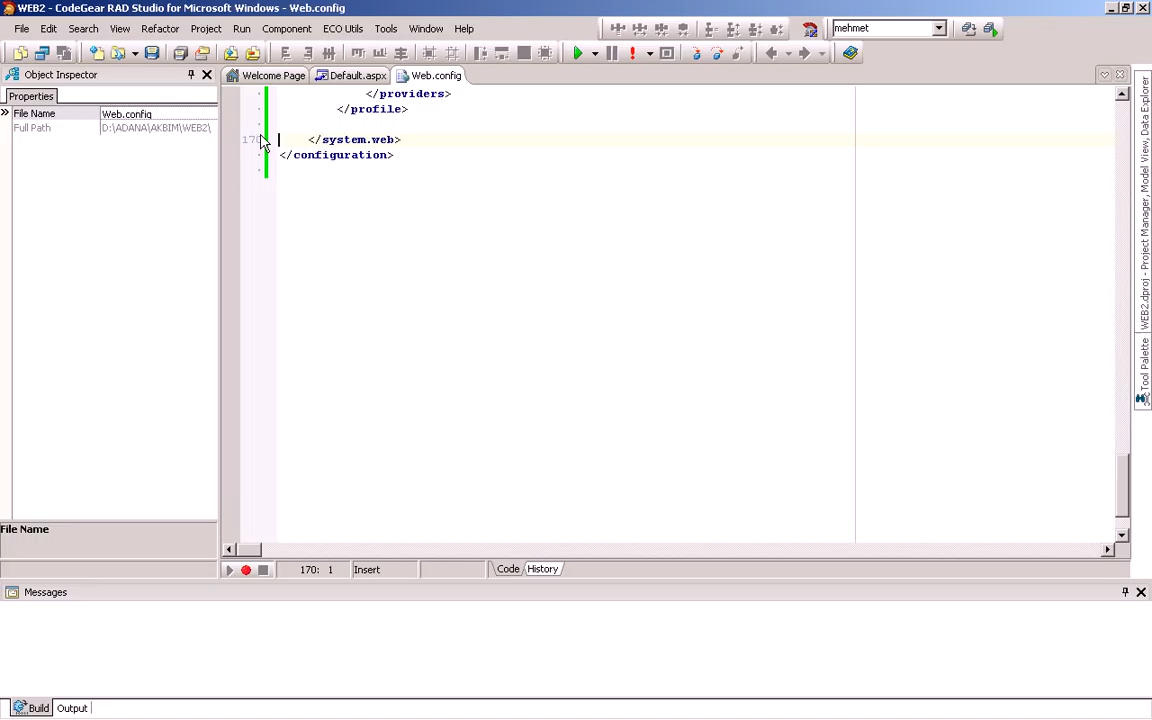 WEB2 - CodeGear RAD Studio for Microsoft Windows - Web.config
File Edit Search View Refactor Project Run Component ECO Utils Tools Window Help
mehmet
Object Inspector
Welcome Page Default.aspx Web.config
Properties
File Name Web.config
Full Path D:\ADANA\AKBIM\WEB2\
</providers>
</profile>
170 </system.web>
</configuration>
WEB2.dproj - Project Manager, Model View, Data Explorer
Tool Palette
File Name
170: 1 Insert Code History
Messages
Build Output